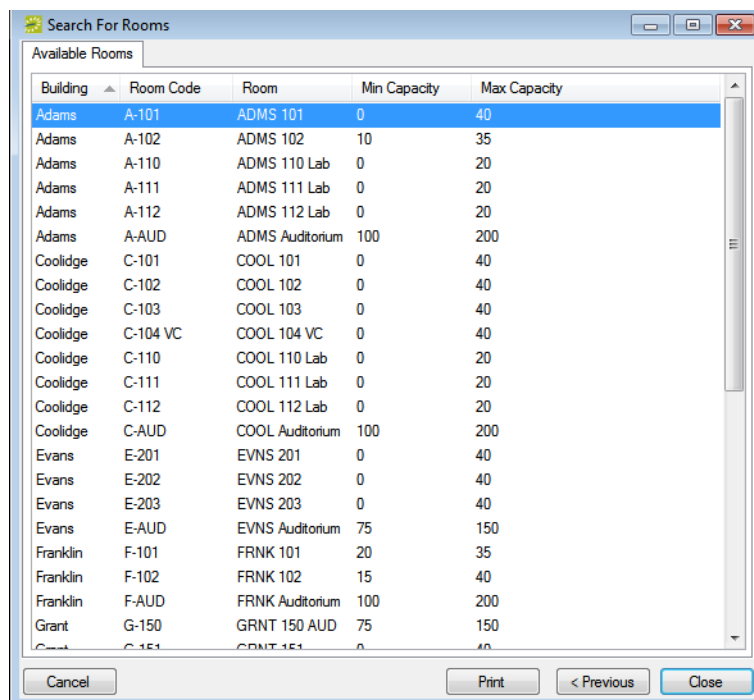 Search For Rooms
Available Rooms
Building Room Code Room Min Capacity Max Capacity
Adams A-101 ADMS 101 0 40
Adams A-102 ADMS 102 10 35
Adams A-110 ADMS 110 Lab 0 20
Adams A-111 ADMS 111 Lab 0 20
Adams A-112 ADMS 112 Lab 0 20
Adams A-AUD ADMS Auditorium 100 200
Coolidge C-101 COOL 101 0 40
Coolidge C-102 COOL 102 0 40
Coolidge C-103 COOL 103 0 40
Coolidge C-104 VC COOL 104 VC 0 40
Coolidge C-110 COOL 110 Lab 0 20
Coolidge C-111 COOL 111 Lab 0 20
Coolidge C-112 COOL 112 Lab 0 20
Coolidge C-AUD COOL Auditorium 100 200
Evans E-201 EVNS 201 0 40
Evans E-202 EVNS 202 0 40
Evans E-203 EVNS 203 0 40
Evans E-AUD EVNS Auditorium 75 150
Franklin F-101 FRNK 101 20 35
Franklin F-102 FRNK 102 15 40
Franklin F-AUD FRNK Auditorium 100 200
Grant G-150 GRNT 150 AUD 75 150
Grant G-151 GRNT 151 0 40
Cancel Print < Previous Close